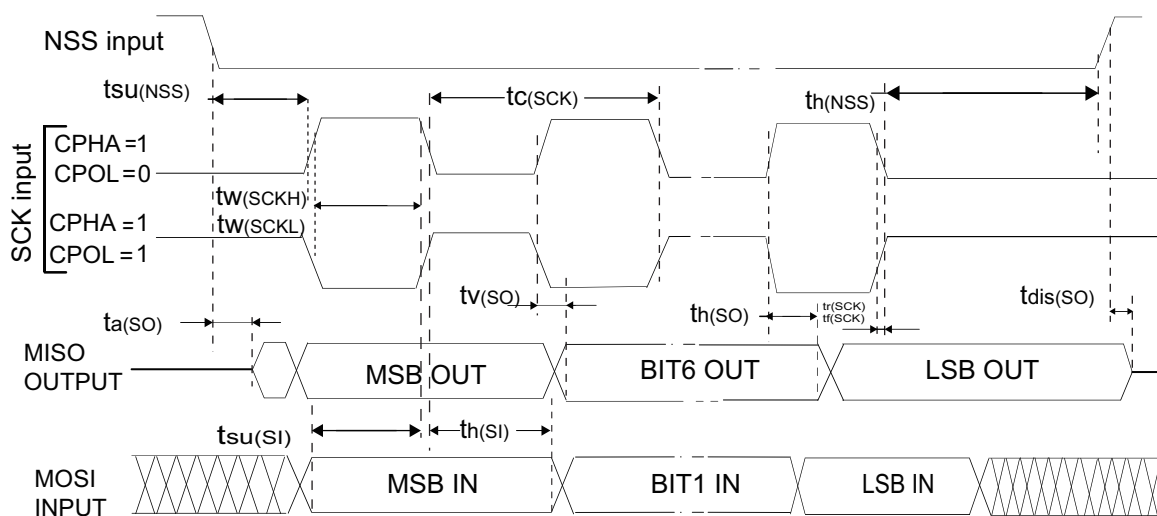 NSS input
tsu(NSS)
tc(SCK)
th(NSS)
SCK input
CPHA =1
CPOL=0
tw(SCKH)
tw(SCKL)
CPHA =1
CPOL =1
ta(SO)
tv(SO)
th(SO)
tr(SCK)
tf(SCK)
tdis(SO)
MISO
OUTPUT
MSB OUT
BIT6 OUT
LSB OUT
tsu(SI)
th(SI)
MOSI
INPUT
MSB IN
BIT1 IN
LSB IN